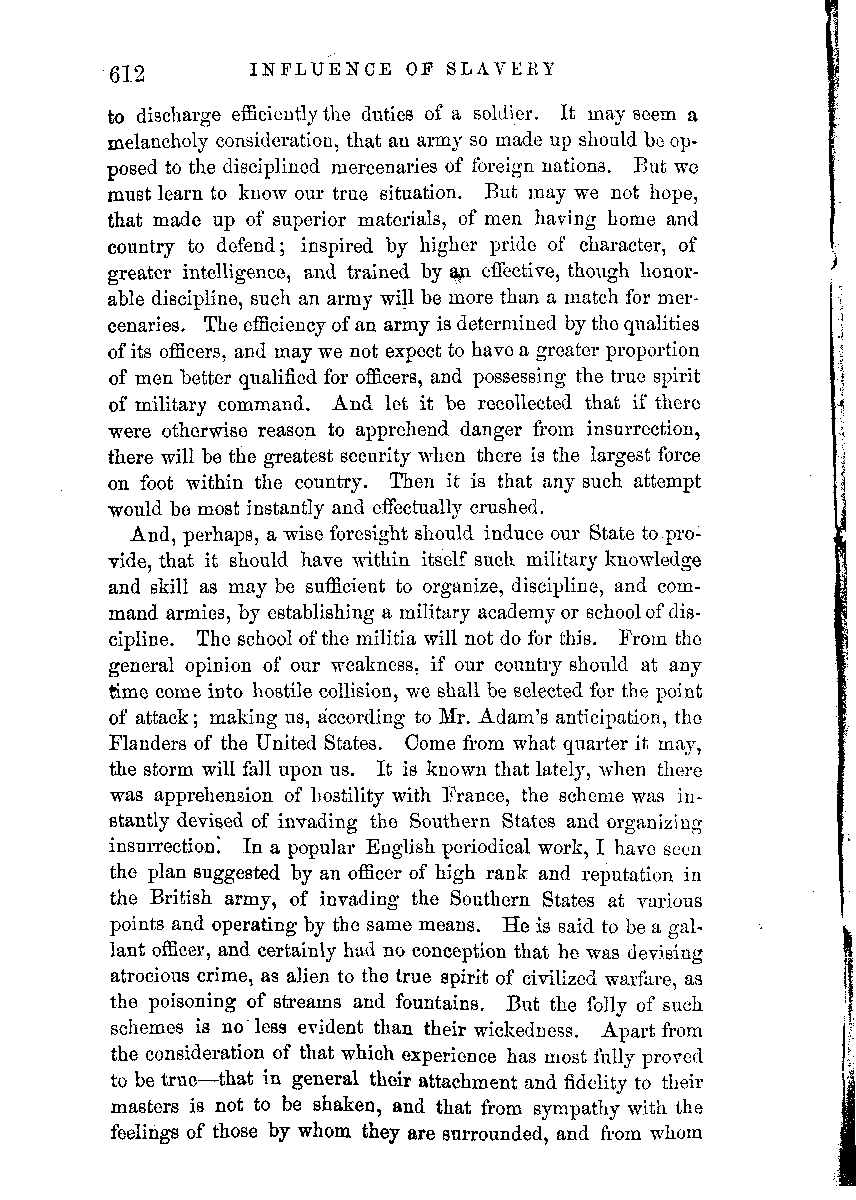 612 INFLUENCE OF SLAVERY
to discharge efficiently the duties of a soldier. It may seem a
melancholy consideration, that an army so made up should be op-
posed to the disciplined mercenaries of foreign nations. But we
must learn to know our true situation. But may we not hope,
that made up of superior materials, of men having home and
country to defend; inspired by higher pride of character, of
greater intelligence, and trained by an effective, though honor-
able discipline, such an army will be more than a match for mer-
cenaries. The efficiency of an army is determined by the qualities
of its officers, and may we not expect to have a greater proportion
of men better qualified for officers, and possessing the true spirit
of military command. And let it be recollected that if there
were otherwise reason to apprehend danger from insurrection,
there will be the greatest security when there is the largest force
on foot within the country. Then it is that any such attempt
would be most instantly and effectually crushed.
And, perhaps, a wise foresight should induce our State to pro-
vide, that it should have within itself such military knowledge
and skill as may be sufficient to organize, discipline, and com-
mand armies, by establishing a military academy or school of dis-
cipline. The school of the militia will not do for this. From the
general opinion of our weakness, if our country should at any
time come into hostile collision, we shall be selected for the point
of attack; making us, according to Mr. Adam's anticipation, the
Flanders of the United States. Come from what quarter it may,
the storm will fall upon us. It is known that lately, when there
was apprehension of hostility with France, the scheme was in-
stantly devised of invading the Southern States and organizing
insurrection. In a popular English periodical work, I have seen
the plan suggested by an officer of high rank and reputation in
the British army, of invading the Southern States at various
points and operating by the same means. He is said to be a gal-
lant officer, and certainly had no conception that he was devising
atrocious crime, as alien to the true spirit of civilized warfare, as
the poisoning of streams and fountains. But the folly of such
schemes is no less evident than their wickedness. Apart from
the consideration of that which experience has most fully proved
to be true—that in general their attachment and fidelity to their
masters is not to be shaken, and that from sympathy with the
feelings of those by whom they are surrounded, and from whom